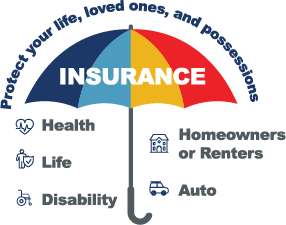 Protect your life, loved ones, and possessions
INSURANCE
Health
Life
Disability
Homeowners
or Renters
Auto